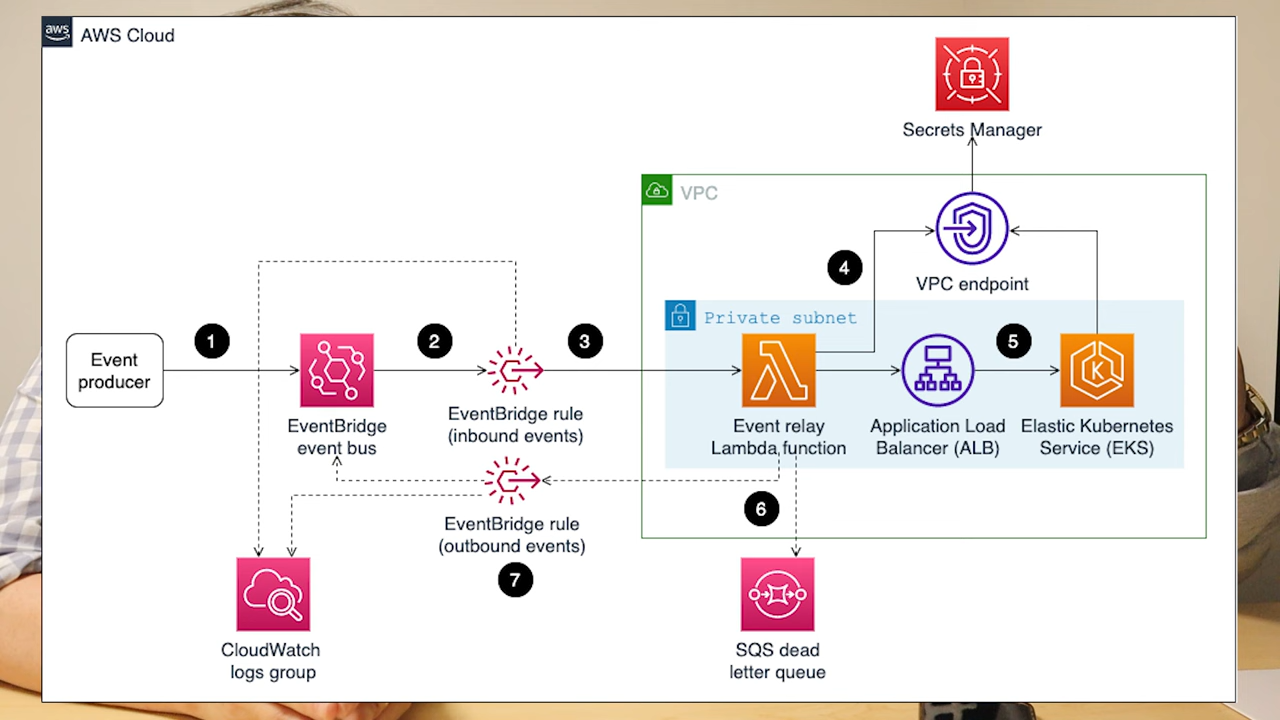 aws
AWS Cloud
Secrets Manager
VPC
4
VPC endpoint
Private subnet
1
2
3
5
Event
producer
EventBridge
event bus
EventBridge rule
(inbound events)
Event relay
Lambda function
Application Load
Balancer (ALB)
Elastic Kubernetes
Service (EKS)
K
6
EventBridge rule
(outbound events)
7
CloudWatch
logs group
SQS dead
letter queue